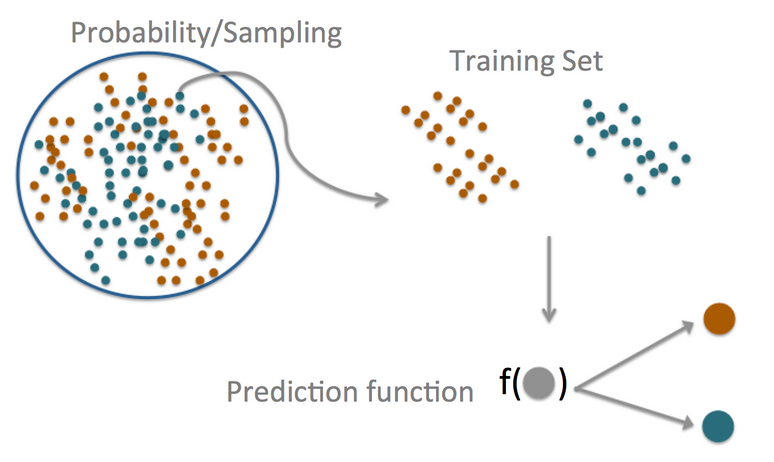 Probability/Sampling
Training Set
Prediction function
f( )